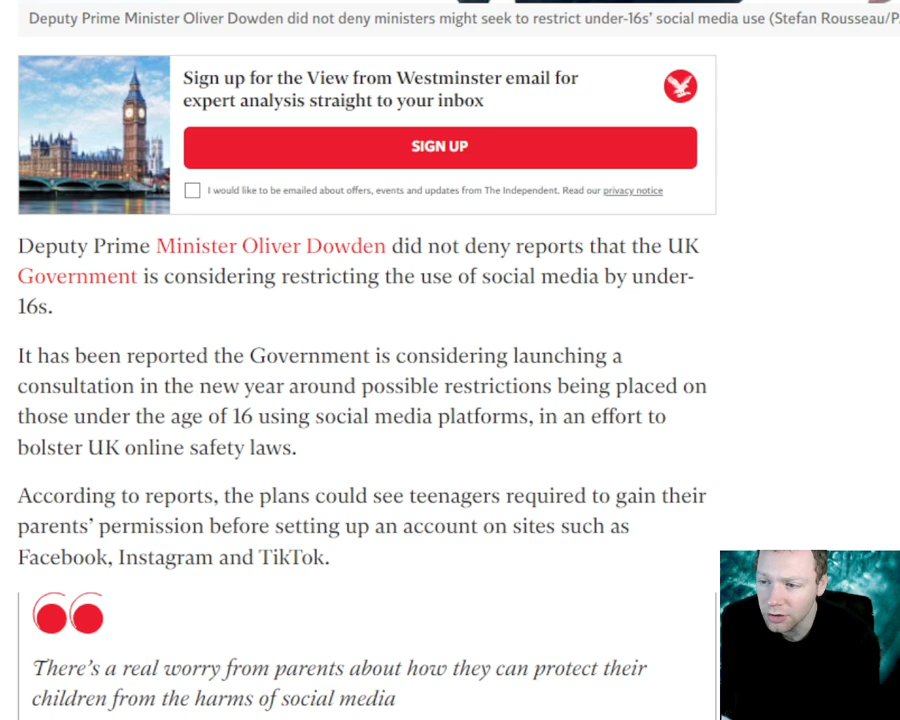 Deputy Prime Minister Oliver Dowden did not deny ministers might seek to restrict under-16s' social media use (Stefan Rousseau/P
Sign up for the View from Westminster email for
expert analysis straight to your inbox
SIGN UP
I would like to be emailed about offers, events and updates from The Independent. Read our privacy notice
Deputy Prime Minister Oliver Dowden did not deny reports that the UK
Government is considering restricting the use of social media by under-
16s.
It has been reported the Government is considering launching a
consultation in the new year around possible restrictions being placed on
those under the age of 16 using social media platforms, in an effort to
bolster UK online safety laws.
According to reports, the plans could see teenagers required to gain their
parents' permission before setting up an account on sites such as
Facebook, Instagram and TikTok.
There's a real worry from parents about how they can protect their
children from the harms of social media